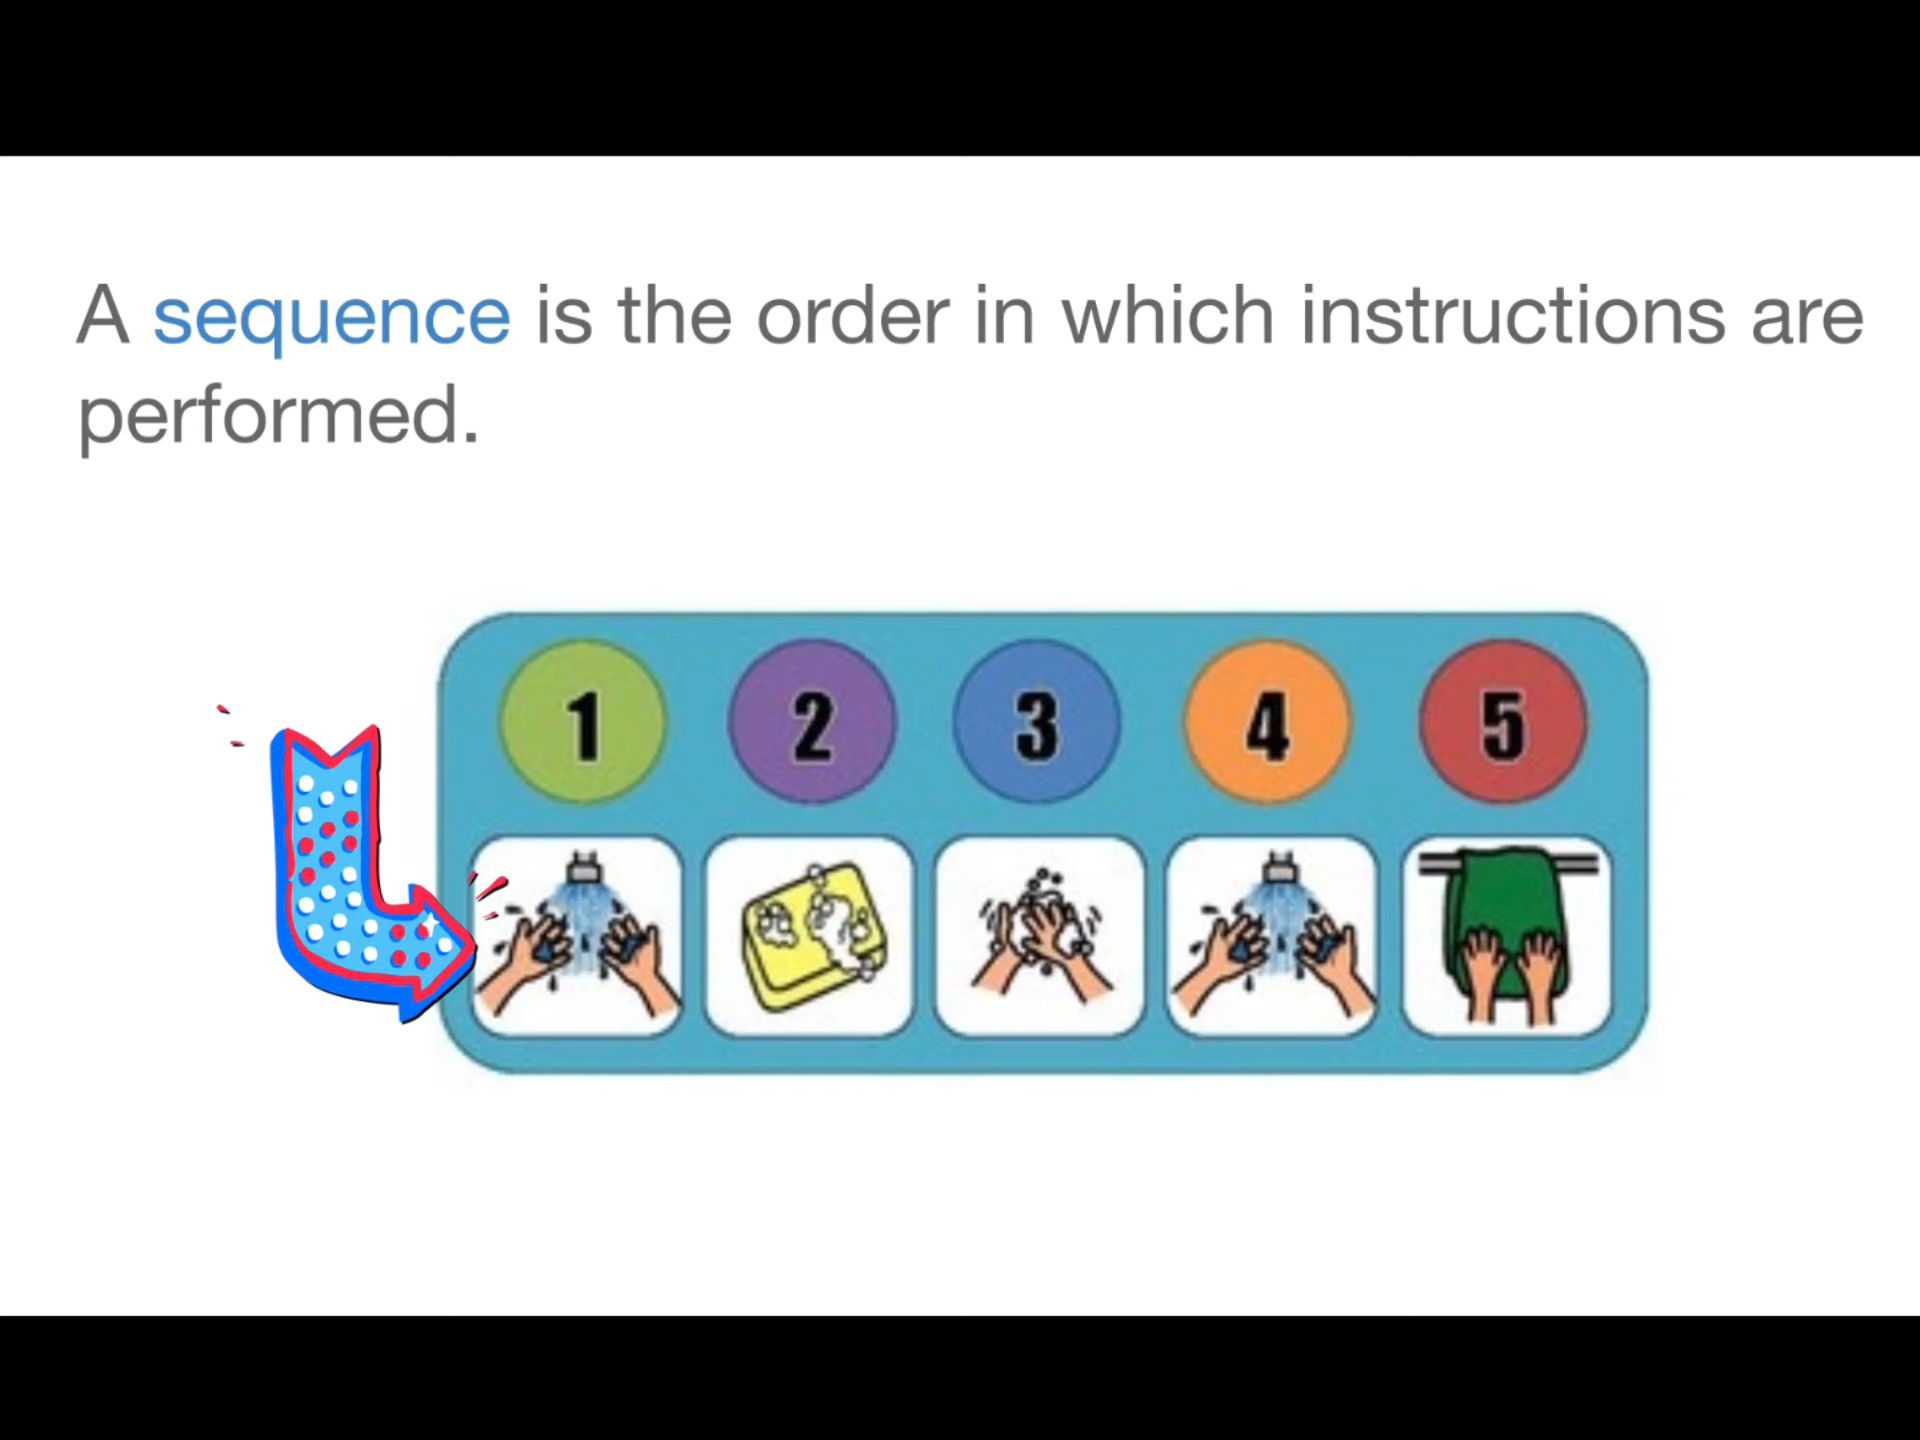 A sequence is the order in which instructions are
performed.
1 2 3 4 5